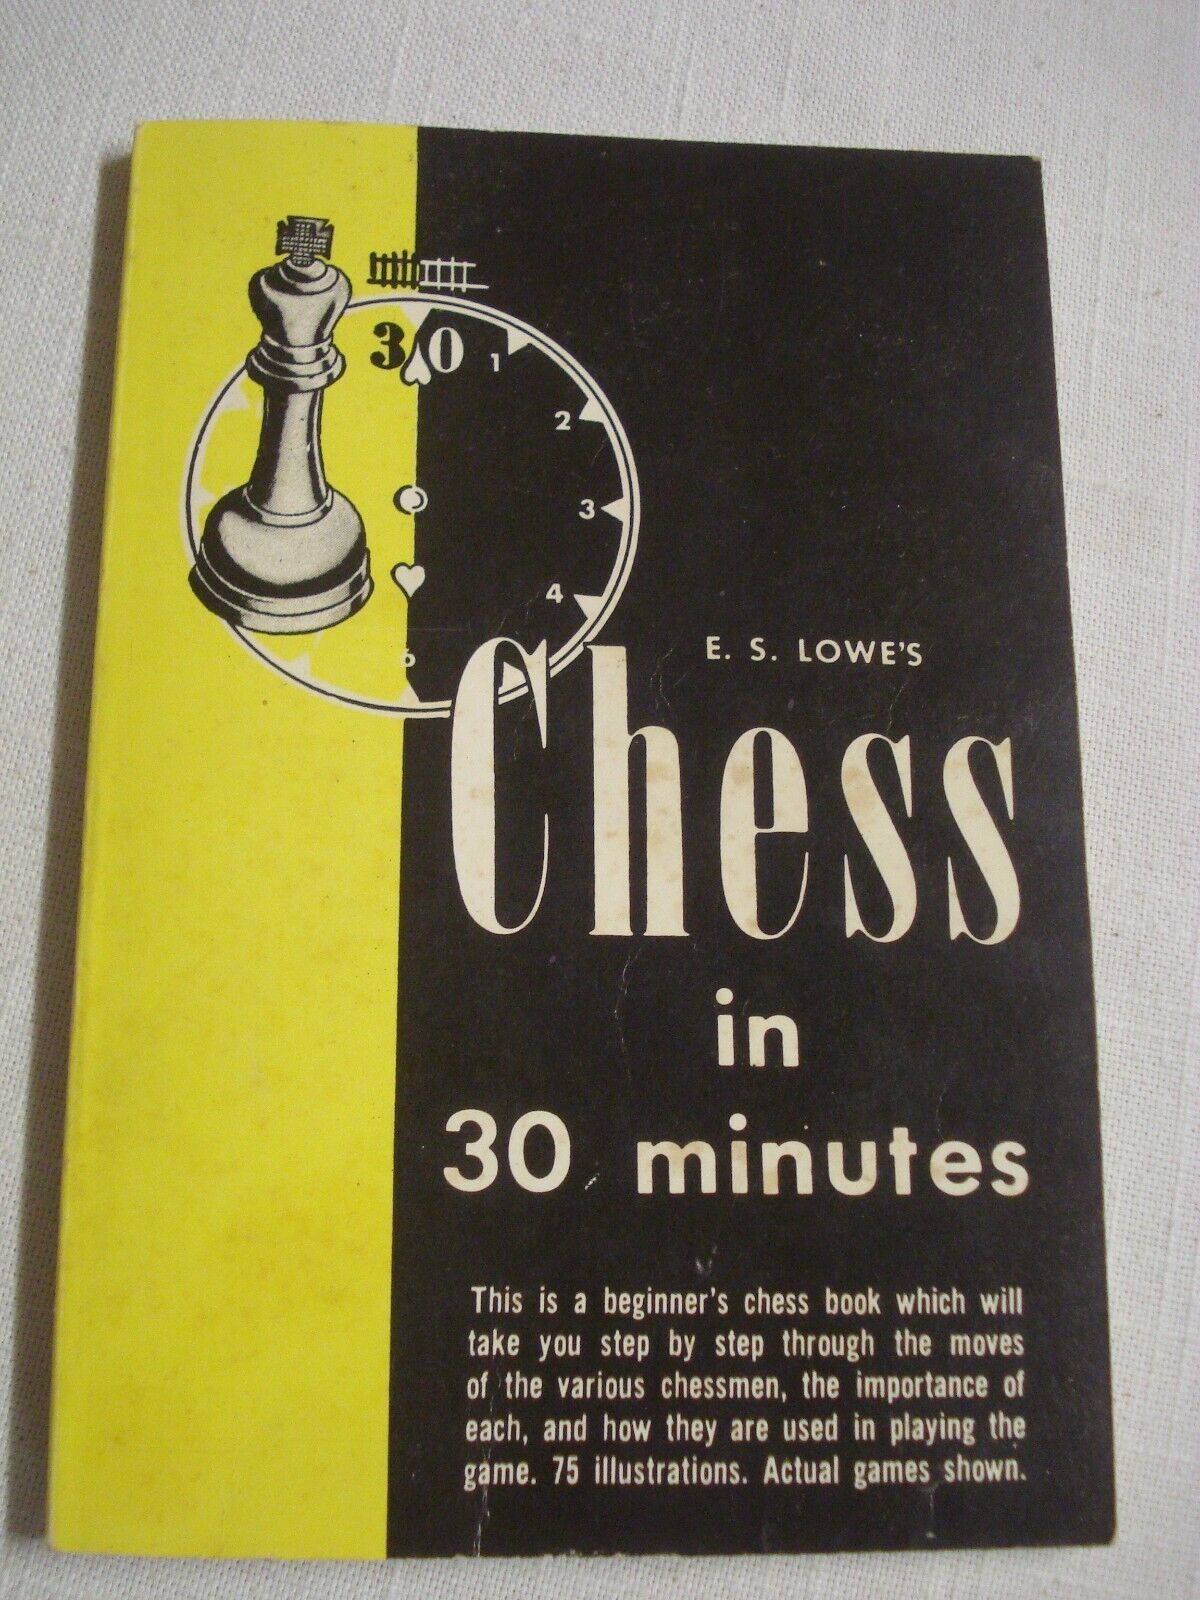 30
1
2
3
4
6
E. S. LOWE'S
Chess
in
30 minutes
This is a beginner's chess book which will
take you step by step through the moves
of the various chessmen, the importance of
each, and how they are used in playing the
game. 75 illustrations. Actual games shown.